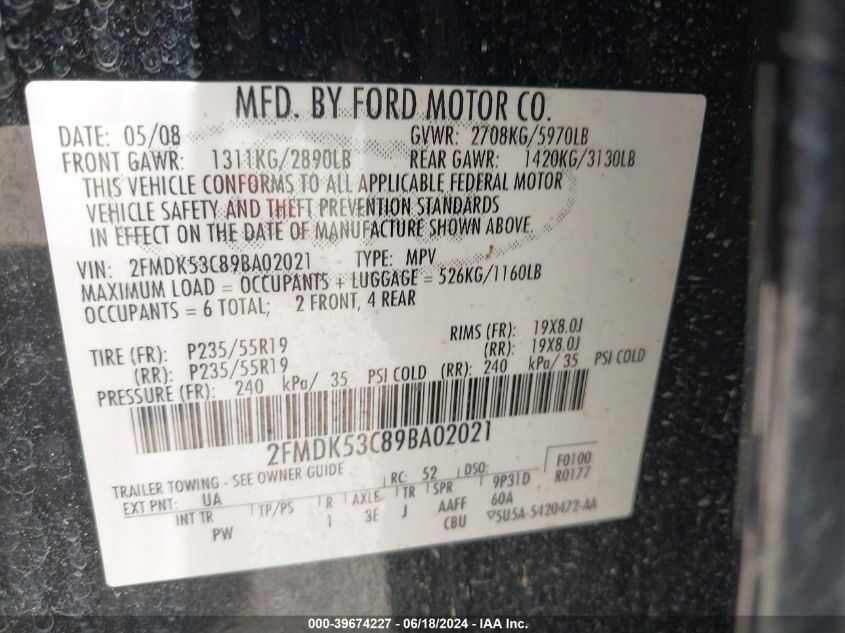 MFD. BY FORD MOTOR CO.
DATE: 05/08 GVWR: 2708KG/5970LB
FRONT GAWR: 1311KG/2890LB REAR GAWR: 1420KG/3130LB
THIS VEHICLE CONFORMS TO ALL APPLICABLE FEDERAL MOTOR
VEHICLE SAFETY AND THEFT PREVENTION STANDARDS
IN EFFECT ON THE DATE OF MANUFACTURE SHOWN ABOVE.
VIN: 2FMDK53C89BA02021 TYPE: MPV
MAXIMUM LOAD = OCCUPANTS + LUGGAGE = 526KG/1160LB
OCCUPANTS = 6 TOTAL; 2 FRONT, 4 REAR
TIRE (FR): P235/55R19 RIMS (FR): 19X8.0J
(RR): P235/55R19 (RR): 19X8.0J
PRESSURE (FR): 240 kPa/ 35 PSI COLD (RR): 240 kPa/ 35 PSI COLD
2FMDK53C89BA02021
TRAILER TOWING - SEE OWNER GUIDE RC: 52 DSO: F0100
EXT PNT: UA 9P31D R0177
INT TR TP/PS R AXLE TR SPR 60A
PW 1 3E J AAFF
CBU ▽5U5A-5420472-AA
000-39674227 - 06/18/2024 - IAA Inc.